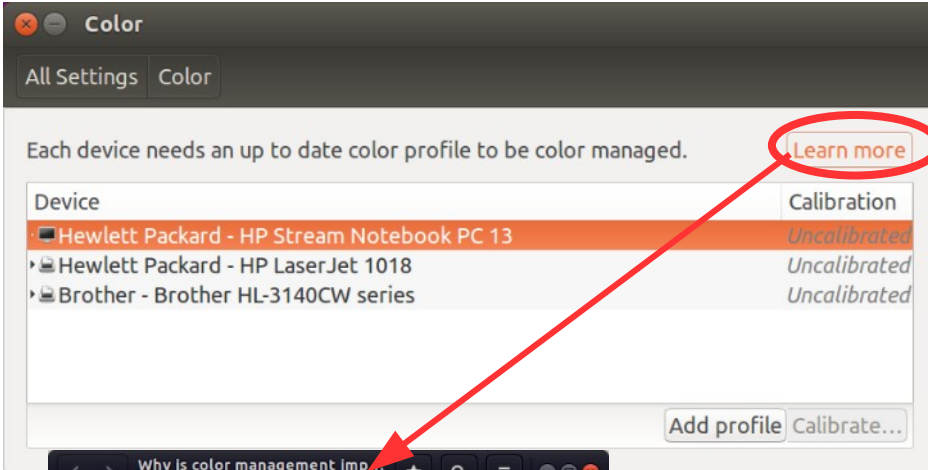 Color
All Settings Color
Each device needs an up to date color profile to be color managed. Learn more
Device Calibration
Hewlett Packard - HP Stream Notebook PC 13 Uncalibrated
Hewlett Packard - HP LaserJet 1018 Uncalibrated
Brother - Brother HL-3140CW series Uncalibrated
Add profile Calibrate...
Why is color management